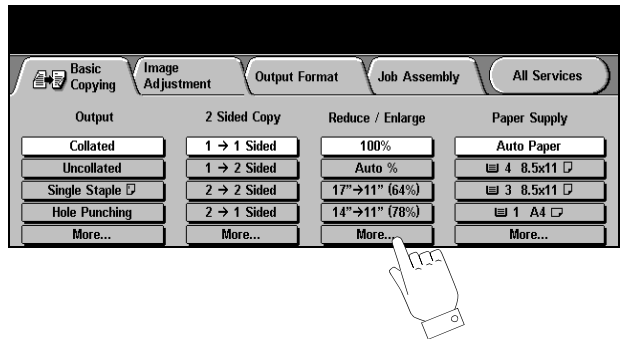 Basic Copying
Image Adjustment
Output Format
Job Assembly
All Services
Output
2 Sided Copy
Reduce / Enlarge
Paper Supply
Collated
1 → 1 Sided
100%
Auto Paper
Uncollated
1 → 2 Sided
Auto %
4 8.5x11
Single Staple
2 → 2 Sided
17”→11” (64%)
3 8.5x11
Hole Punching
2 → 1 Sided
14”→11” (78%)
1 A4
More...
More...
More...
More...